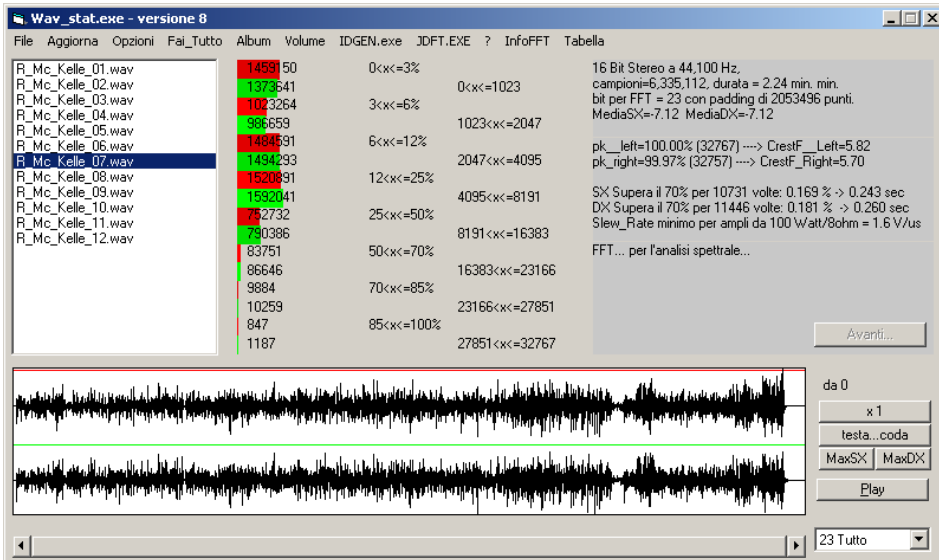 Wav_stat.exe - versione 8
File Aggiorna Opzioni Fai_Tutto Album Volume IDGEN.exe JDFT.EXE ? InfoFFT Tabella
R_Mc_Kelle_01.wav
R_Mc_Kelle_02.wav
R_Mc_Kelle_03.wav
R_Mc_Kelle_04.wav
R_Mc_Kelle_05.wav
R_Mc_Kelle_06.wav
R_Mc_Kelle_07.wav
R_Mc_Kelle_08.wav
R_Mc_Kelle_09.wav
R_Mc_Kelle_10.wav
R_Mc_Kelle_11.wav
R_Mc_Kelle_12.wav
1459150 0<x<=3%
1373641 0<x<=1023
1023264 3<x<=6%
986659 1023<x<=2047
1484591 6<x<=12%
1494293 2047<x<=4095
1520891 12<x<=25%
1592041 4095<x<=8191
752732 25<x<=50%
790386 8191<x<=16383
83751 50<x<=70%
86646 16383<x<=23166
9884 70<x<=85%
10259 23166<x<=27851
847 85<x<=100%
1187 27851<x<=32767
16 Bit Stereo a 44,100 Hz,
campioni=6,335,112, durata = 2.24 min. min.
bit per FFT = 23 con padding di 2053496 punti.
MediaSX=-7.12 MediaDX=-7.12
pk__left=100.00% (32767) ----> CrestF__Left=5.82
pk_right=99.97% (32757) ----> CrestF_Right=5.70
SX Supera il 70% per 10731 volte: 0.169 % -> 0.243 sec
DX Supera il 70% per 11446 volte: 0.181 % -> 0.260 sec
Slew_Rate minimo per ampli da 100 Watt/8ohm = 1.6 V/us
FFT... per l'analisi spettrale...
Avanti...
da 0
x 1
testa...coda
MaxSX MaxDX
Play
23 Tutto